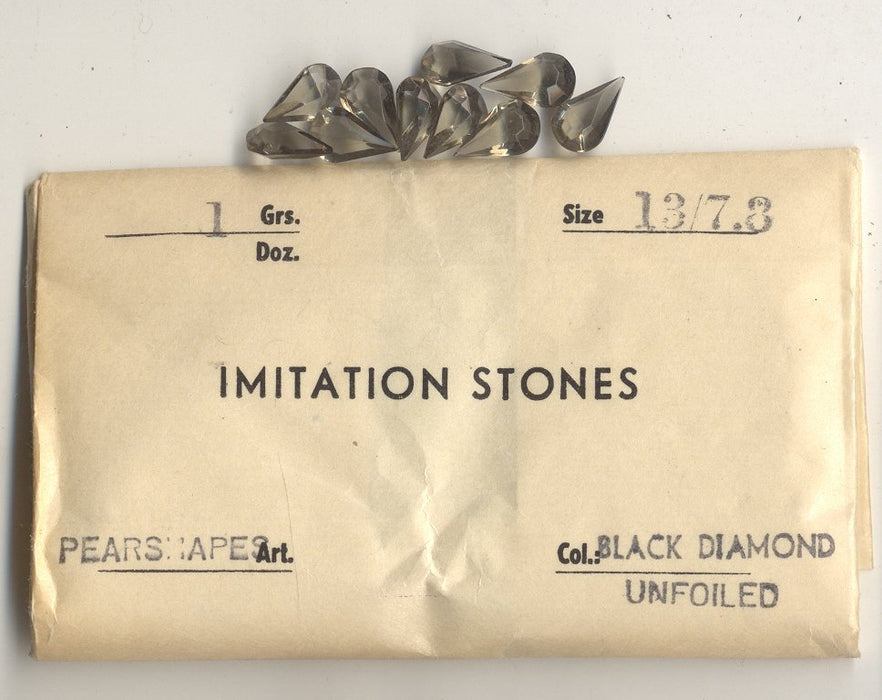 1 Grs.
Doz.
Size 13/7.8
IMITATION STONES
PEARSHAPES Art.
Col.: BLACK DIAMOND
UNFOILED